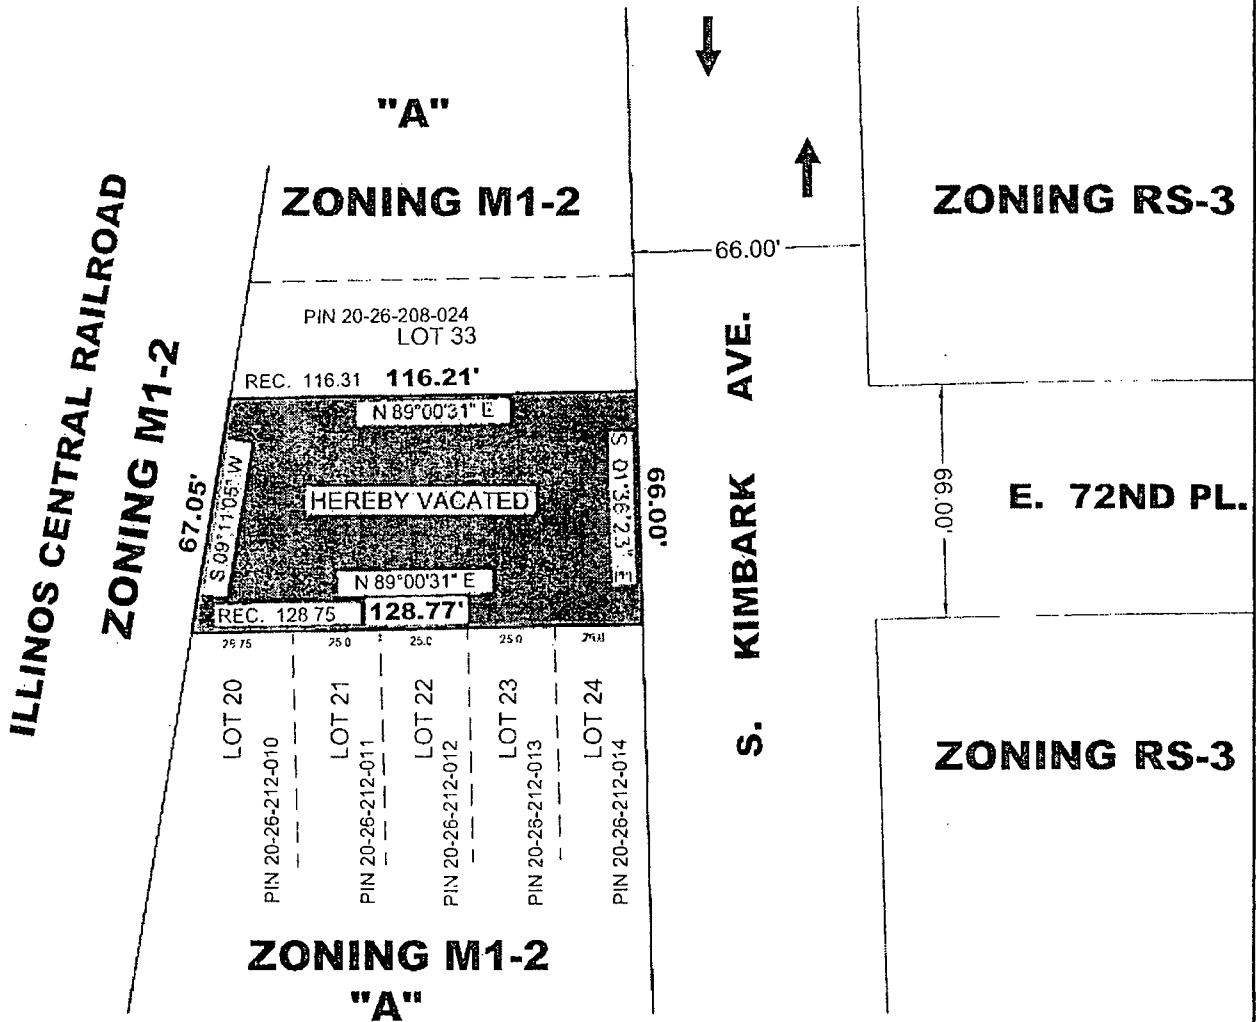 "A"
ZONING M1-2
ZONING RS-3
66.00'
ILLINOS CENTRAL RAILROAD
ZONING M1-2
PIN 20-26-208-024
LOT 33
REC. 116.31 116.21'
N 89°00'31" E
S. KIMBARK AVE.
67.05'
S 09°11'05" W
HEREBY VACATED
S 01°36'23" E
66.00'
66.00'
E. 72ND PL.
N 89°00'31" E
REC. 128 75 128.77'
25.0
25.0
25.0
LOT 20
PIN 20-26-212-010
LOT 21
PIN 20-26-212-011
LOT 22
PIN 20-26-212-012
LOT 23
PIN 20-26-212-013
LOT 24
PIN 20-26-212-014
ZONING RS-3
ZONING M1-2
"A"